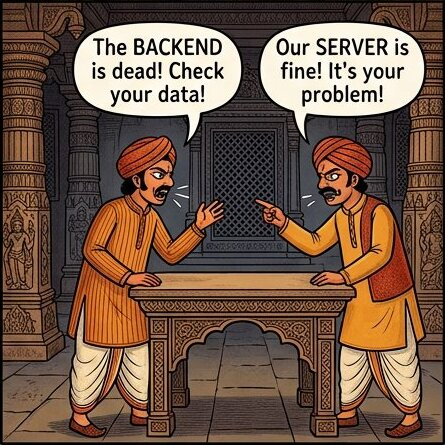 The BACKEND
is dead! Check
your data!
Our SERVER is
fine! It's your
problem!